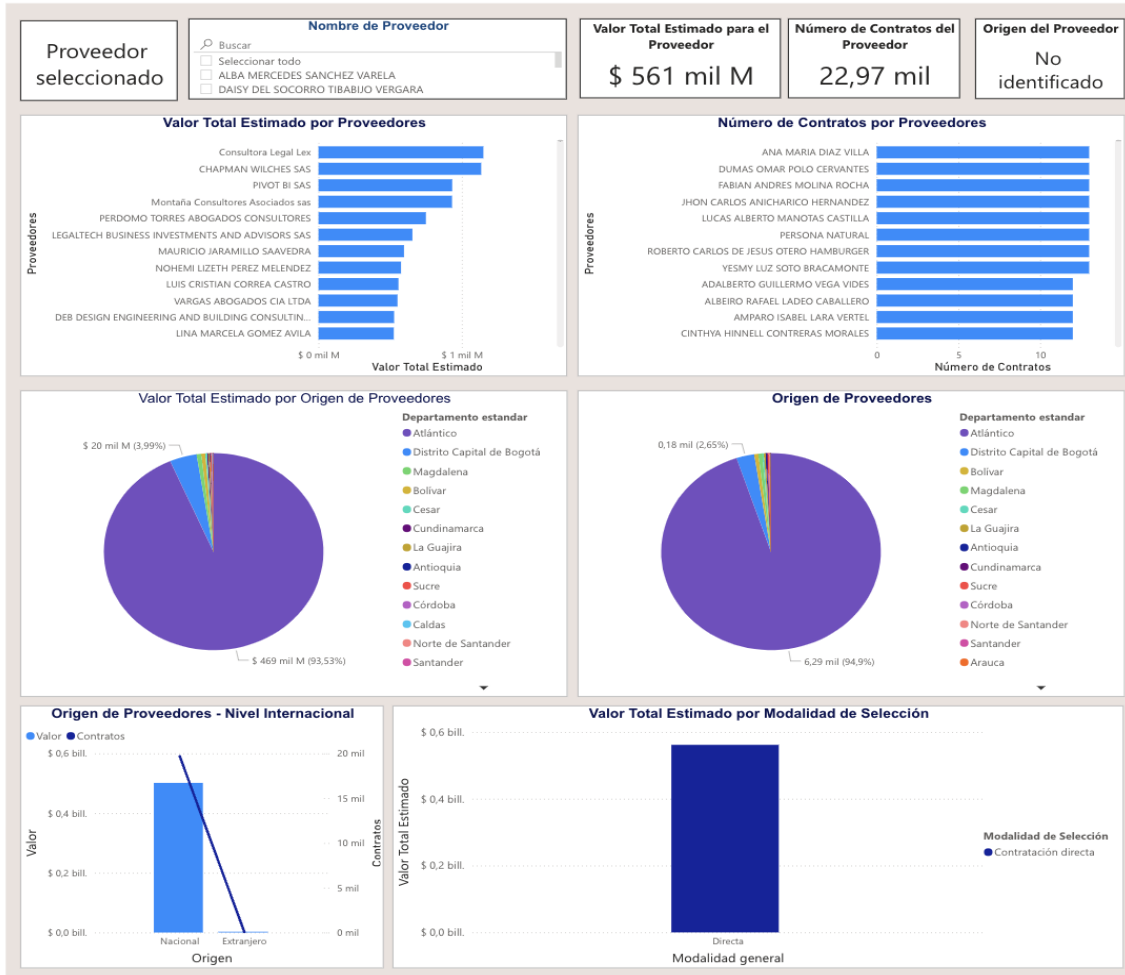 Proveedor
seleccionado
Nombre de Proveedor
Buscar
Seleccionar todo
ALBA MERCEDES SANCHEZ VARELA
DAISY DEL SOCORRO TIBABIJO VERGARA
Valor Total Estimado para el
Proveedor
$ 561 mil M
Número de Contratos del
Proveedor
22,97 mil
Origen del Proveedor
No
identificado
Valor Total Estimado por Proveedores
Proveedores
Consultora Legal Lex
CHAPMAN WILCHES SAS
PIVOT BI SAS
Montaña Consultores Asociados sas
PERDOMO TORRES ABOGADOS CONSULTORES
LEGALTECH BUSINESS INVESTMENTS AND ADVISORS SAS
MAURICIO JARAMILLO SAAVEDRA
NOHEMI LIZETH PEREZ MELENDEZ
LUIS CRISTIAN CORREA CASTRO
VARGAS ABOGADOS CIA LTDA
DEB DESIGN ENGINEERING AND BUILDING CONSULTIN...
LINA MARCELA GOMEZ AVILA
$ 0 mil M $ 1 mil M
Valor Total Estimado
Número de Contratos por Proveedores
Proveedores
ANA MARIA DIAZ VILLA
DUMAS OMAR POLO CERVANTES
FABIAN ANDRES MOLINA ROCHA
JHON CARLOS ANICHARICO HERNANDEZ
LUCAS ALBERTO MANOTAS CASTILLA
PERSONA NATURAL
ROBERTO CARLOS DE JESUS OTERO HAMBURGER
YESMY LUZ SOTO BRACAMONTE
ADALBERTO GUILLERMO VEGA VIDES
ALBEIRO RAFAEL LADEO CABALLERO
AMPARO ISABEL LARA VERTEL
CINTHYA HINNELL CONTRERAS MORALES
0 5 10
Número de Contratos
Valor Total Estimado por Origen de Proveedores
$ 20 mil M (3,99%)
$ 469 mil M (93,53%)
Departamento estandar
Atlántico
Distrito Capital de Bogotá
Magdalena
Bolívar
Cesar
Cundinamarca
La Guajira
Antioquia
Sucre
Córdoba
Caldas
Norte de Santander
Santander
Origen de Proveedores
0,18 mil (2,65%)
6,29 mil (94,9%)
Departamento estandar
Atlántico
Distrito Capital de Bogotá
Bolívar
Magdalena
Cesar
La Guajira
Antioquia
Cundinamarca
Sucre
Córdoba
Norte de Santander
Santander
Arauca
Origen de Proveedores - Nivel Internacional
Valor Contratos
Valor
$ 0,6 bill.
$ 0,4 bill.
$ 0,2 bill.
$ 0,0 bill.
20 mil
15 mil
10 mil
5 mil
0 mil
Contratos
Nacional Extranjero
Origen
Valor Total Estimado por Modalidad de Selección
Valor Total Estimado
$ 0,6 bill.
$ 0,4 bill.
$ 0,2 bill.
$ 0,0 bill.
Directa
Modalidad general
Modalidad de Selección
Contratación directa